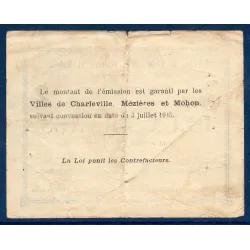 Le montant de l'émission est garanti par les
Villes de Charleville, Mézières et Mohon,
suivant convention en date du 3 juillet 1915.
La Loi punit les Contrefacteurs.